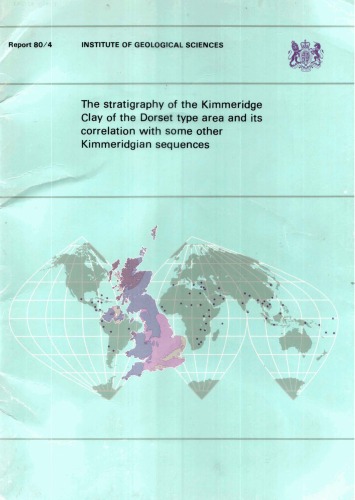 Report 80/4 INSTITUTE OF GEOLOGICAL SCIENCES
The stratigraphy of the Kimmeridge
Clay of the Dorset type area and its
correlation with some other
Kimmeridgian sequences